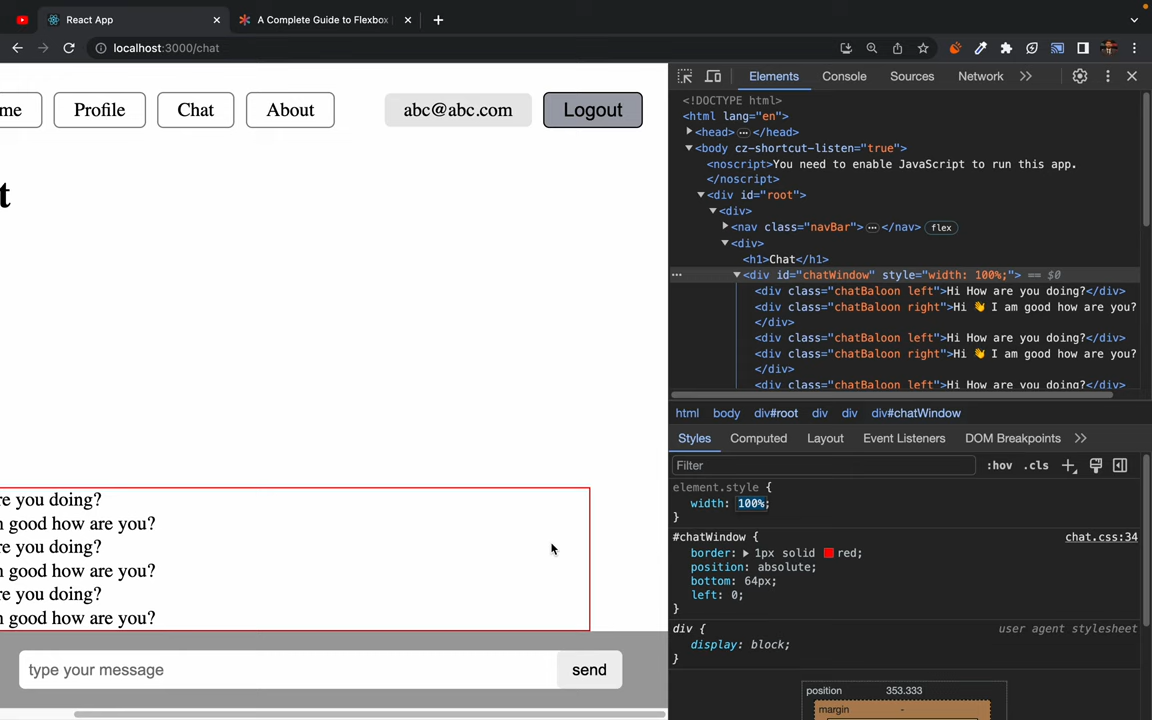 React App
A Complete Guide to Flexbox
localhost:3000/chat
me
Profile
Chat
About
abc@abc.com
Logout
t
re you doing?
n good how are you?
re you doing?
n good how are you?
re you doing?
n good how are you?
type your message
send
Elements
Console
Sources
Network
<!DOCTYPE html>
<html lang="en">
<head> ••• </head>
<body cz-shortcut-listen="true">
<noscript>You need to enable JavaScript to run this app.
</noscript>
<div id="root">
<div>
<nav class="navBar"> ••• </nav> flex
<div>
<h1>Chat</h1>
••• <div id="chatWindow" style="width: 100%;"> == $0
<div class="chatBaloon left">Hi How are you doing?</div>
<div class="chatBaloon right">Hi 👋 I am good how are you?
</div>
<div class="chatBaloon left">Hi How are you doing?</div>
<div class="chatBaloon right">Hi 👋 I am good how are you?
</div>
<div class="chatBaloon left">Hi How are you doing?</div>
html body div#root div div div#chatWindow
Styles
Computed
Layout
Event Listeners
DOM Breakpoints
Filter
:hov .cls
element.style {
width: 100%;
}
#chatWindow {
chat.css:34
border: 1px solid red;
position: absolute;
bottom: 64px;
left: 0;
}
div {
user agent stylesheet
display: block;
}
position 353.333
margin -